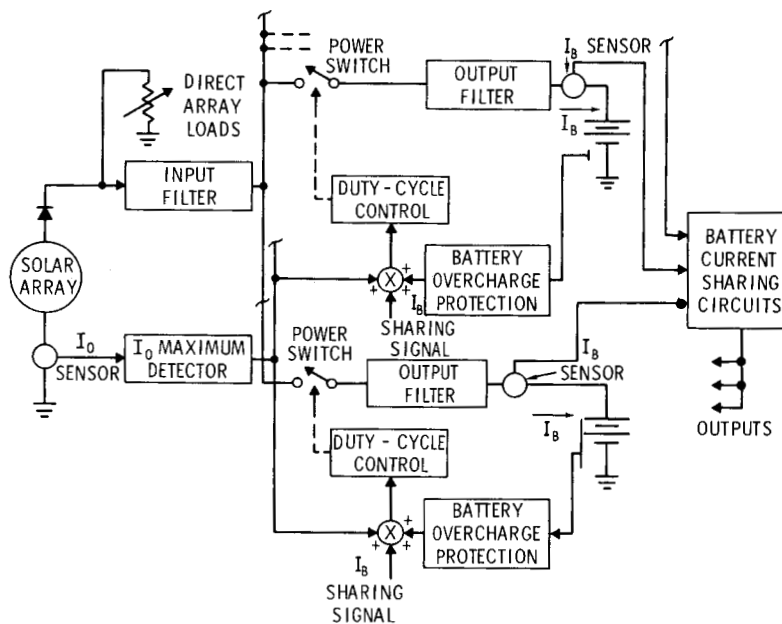 I_B SENSOR
POWER
SWITCH
OUTPUT
FILTER
DIRECT
ARRAY
LOADS
I_B
INPUT
FILTER
DUTY - CYCLE
CONTROL
BATTERY
CURRENT
SHARING
CIRCUITS
SOLAR
ARRAY
+
X
+
+
I_B
BATTERY
OVERCHARGE
PROTECTION
SHARING
SIGNAL
I_O
SENSOR
I_O MAXIMUM
DETECTOR
POWER
SWITCH
OUTPUT
FILTER
I_B
SENSOR
I_B
OUTPUTS
DUTY - CYCLE
CONTROL
+
X
+
+
+
BATTERY
OVERCHARGE
PROTECTION
I_B
SHARING
SIGNAL